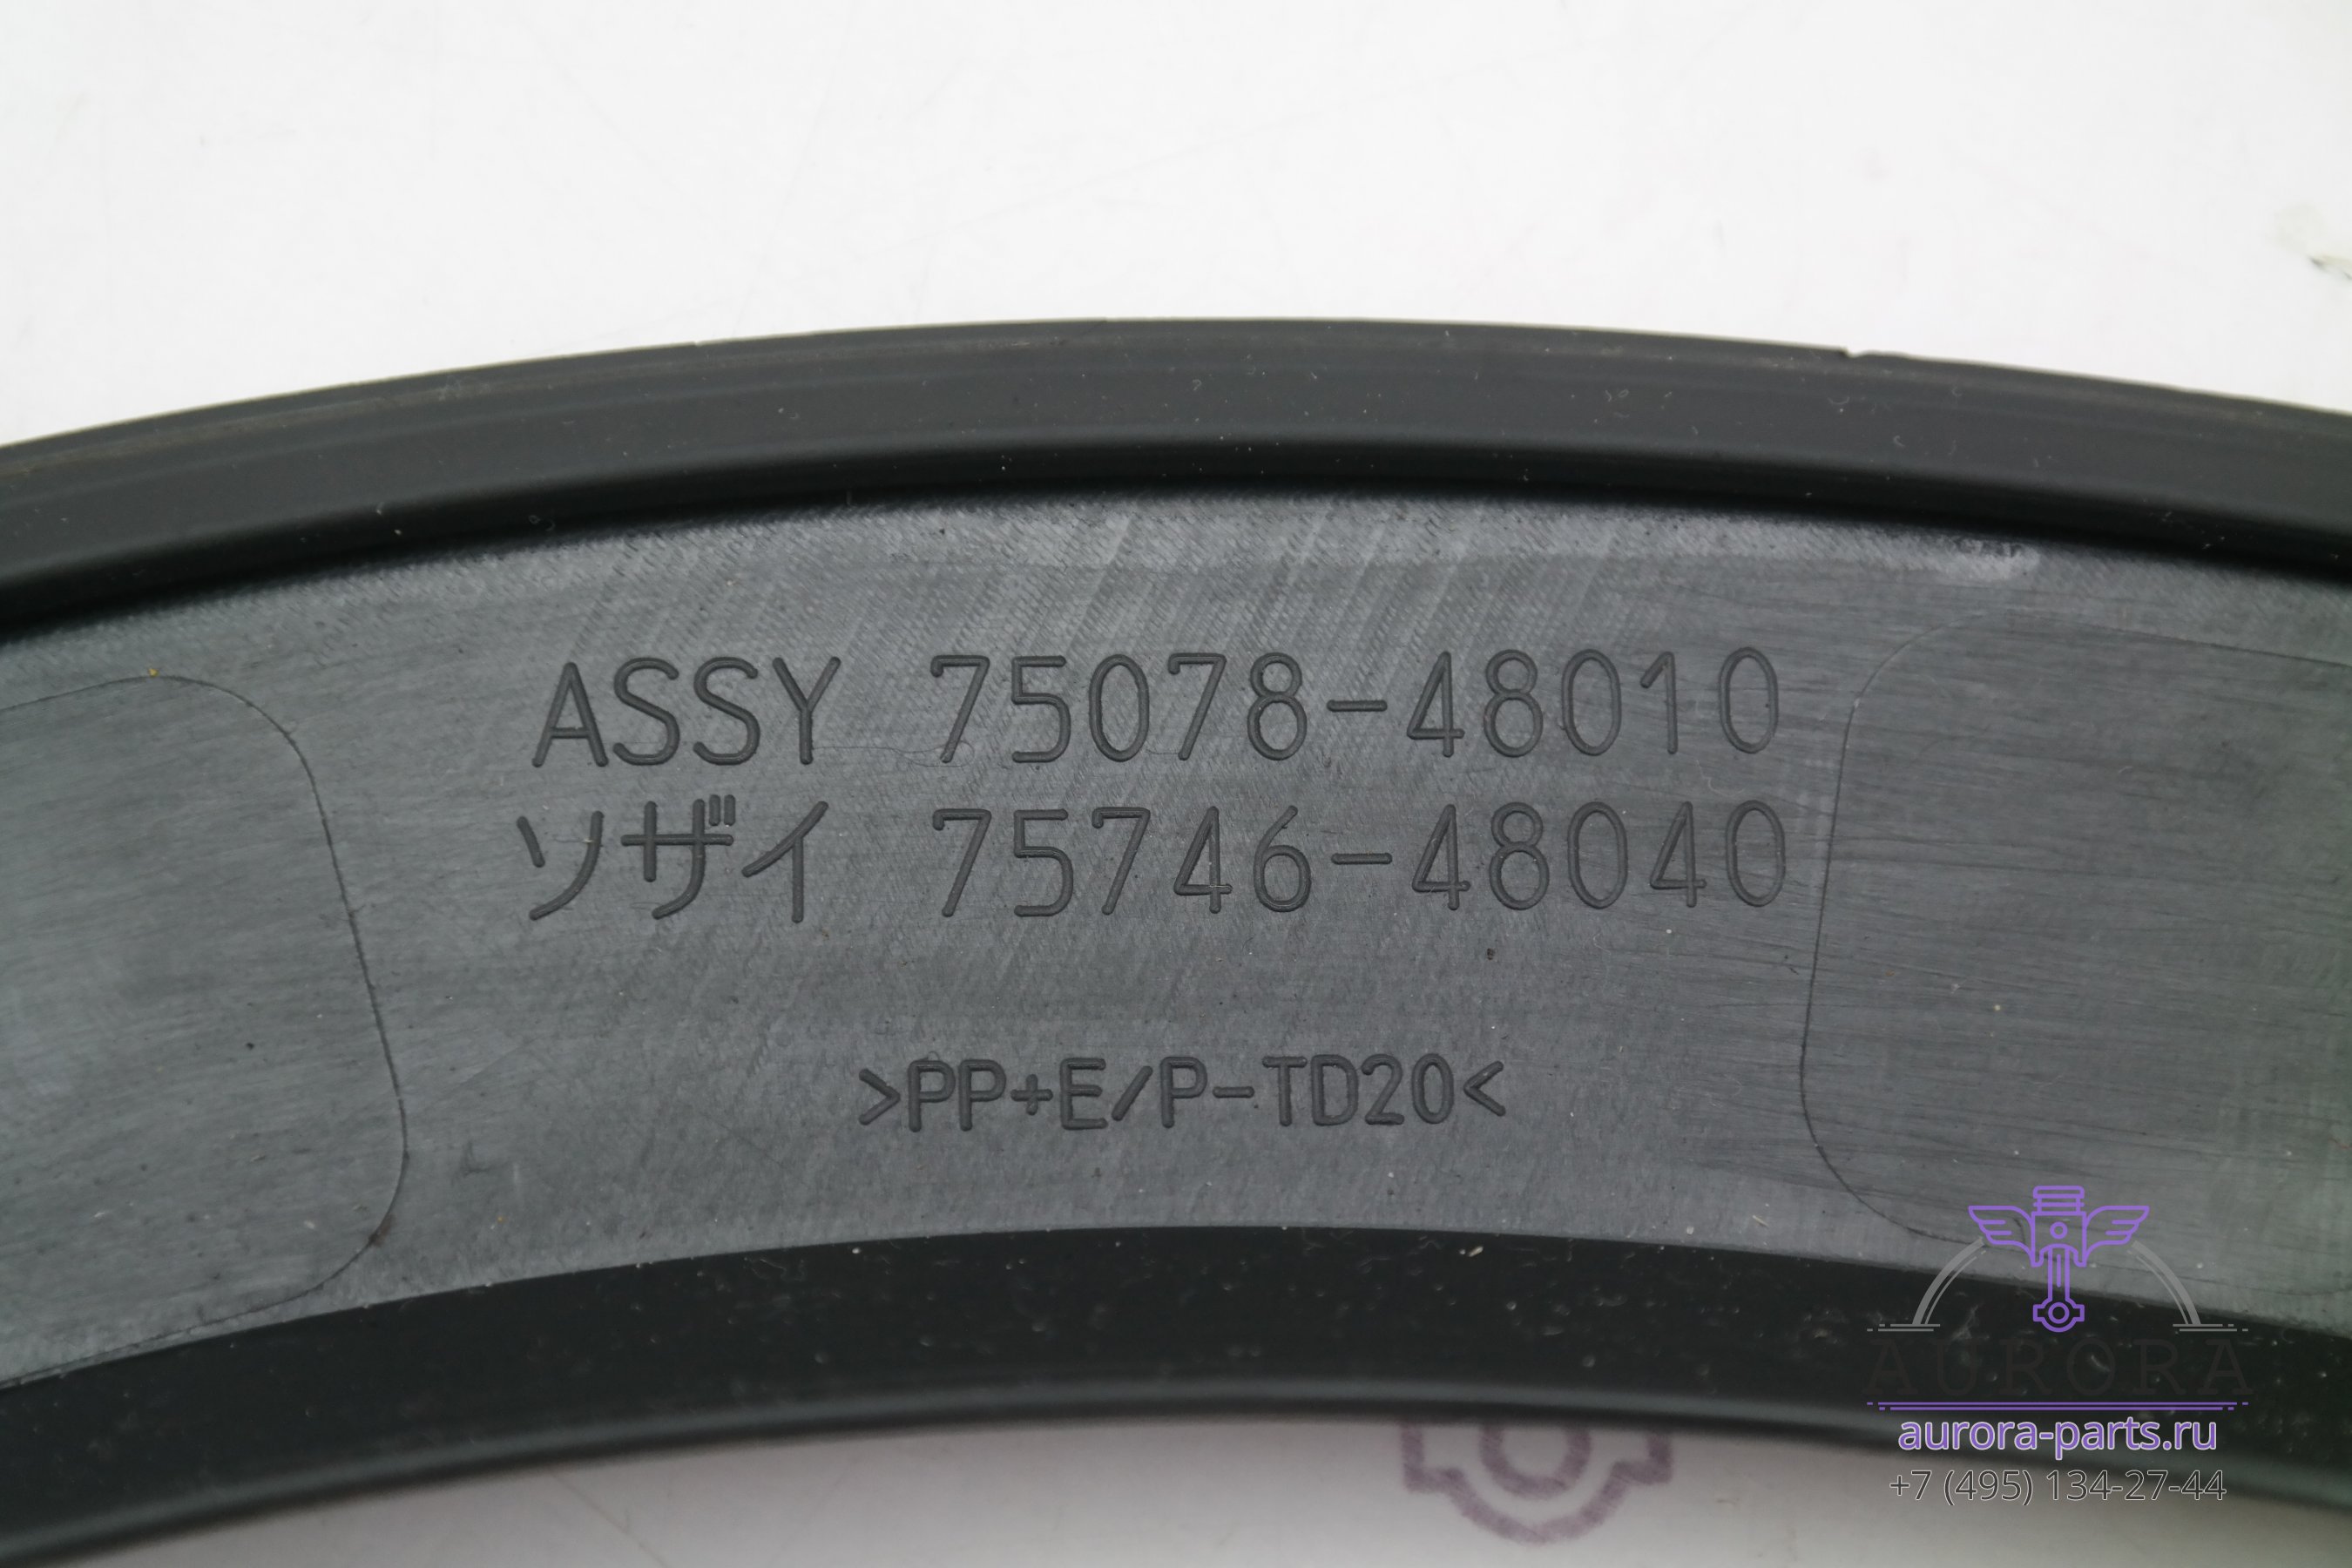 ASSY 75078-48010
ソザイ 75746-48040
>PP+E/P-TD20<
AURORA
aurora-parts.ru
+7 (495) 134-27-44